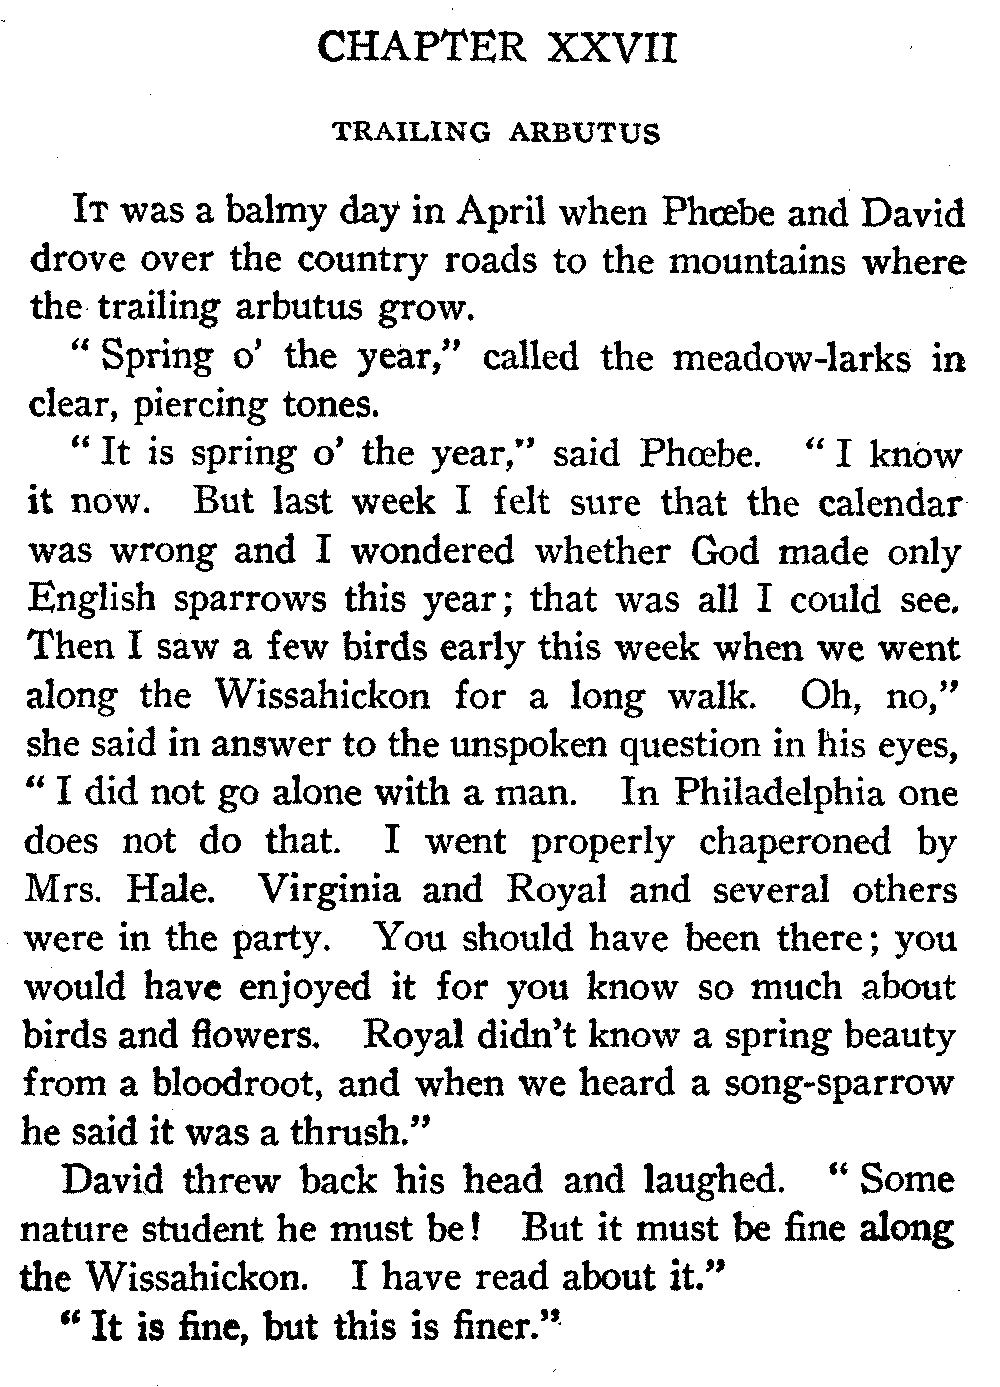 CHAPTER XXVII
TRAILING ARBUTUS
It was a balmy day in April when Phœbe and David
drove over the country roads to the mountains where
the trailing arbutus grow.
“Spring o’ the year,” called the meadow-larks in
clear, piercing tones.
“It is spring o’ the year,” said Phœbe. “I know
it now. But last week I felt sure that the calendar
was wrong and I wondered whether God made only
English sparrows this year; that was all I could see.
Then I saw a few birds early this week when we went
along the Wissahickon for a long walk. Oh, no,”
she said in answer to the unspoken question in his eyes,
“I did not go alone with a man. In Philadelphia one
does not do that. I went properly chaperoned by
Mrs. Hale. Virginia and Royal and several others
were in the party. You should have been there; you
would have enjoyed it for you know so much about
birds and flowers. Royal didn’t know a spring beauty
from a bloodroot, and when we heard a song-sparrow
he said it was a thrush.”
David threw back his head and laughed. “Some
nature student he must be! But it must be fine along
the Wissahickon. I have read about it.”
“It is fine, but this is finer.”